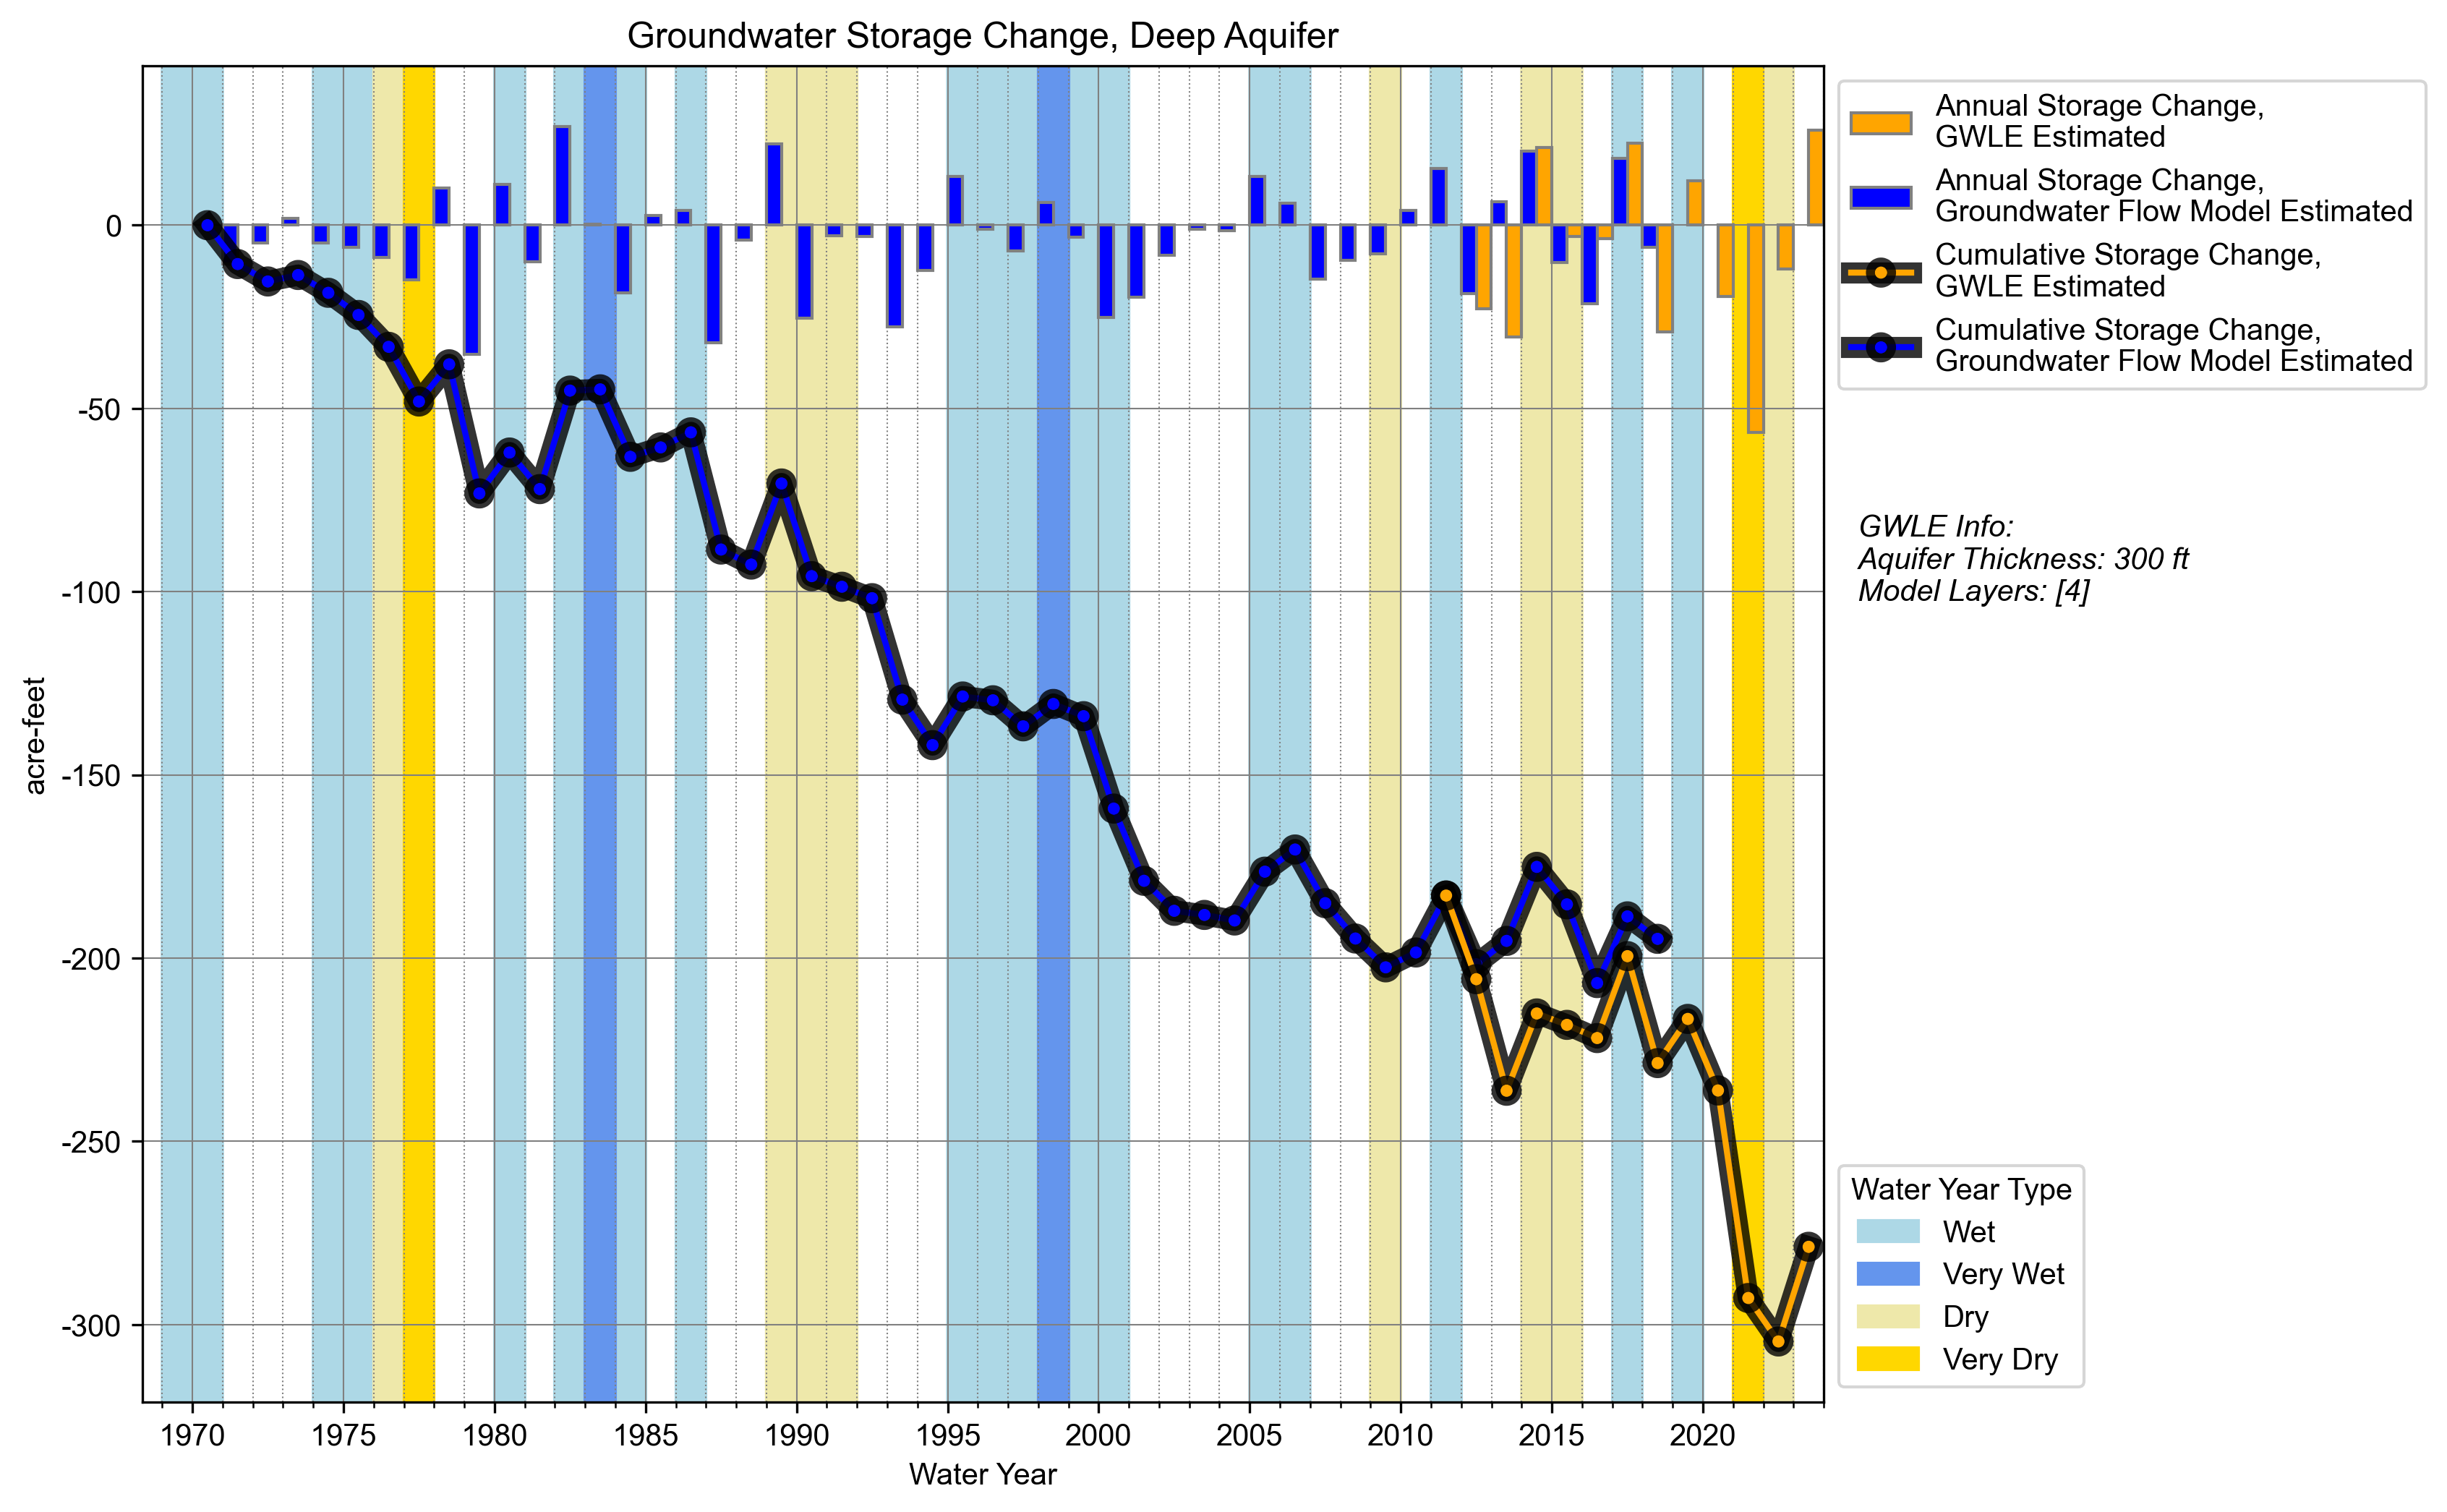 Groundwater Storage Change, Deep Aquifer
acre-feet
0
-50
-100
-150
-200
-250
-300
1970
1975
1980
1985
1990
1995
2000
2005
2010
2015
2020
Water Year
Annual Storage Change,
GWLE Estimated
Annual Storage Change,
Groundwater Flow Model Estimated
Cumulative Storage Change,
GWLE Estimated
Cumulative Storage Change,
Groundwater Flow Model Estimated
GWLE Info:
Aquifer Thickness: 300 ft
Model Layers: [4]
Water Year Type
Wet
Very Wet
Dry
Very Dry